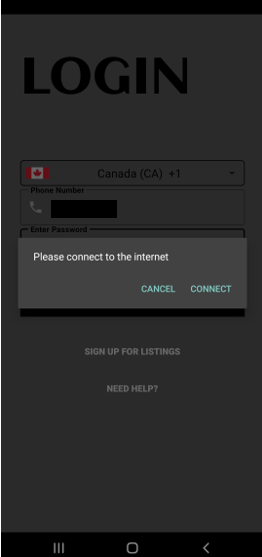 LOGIN
Canada (CA) +1
Phone Number
Enter Password
Please connect to the internet
CANCEL CONNECT
SIGN UP FOR LISTINGS
NEED HELP?